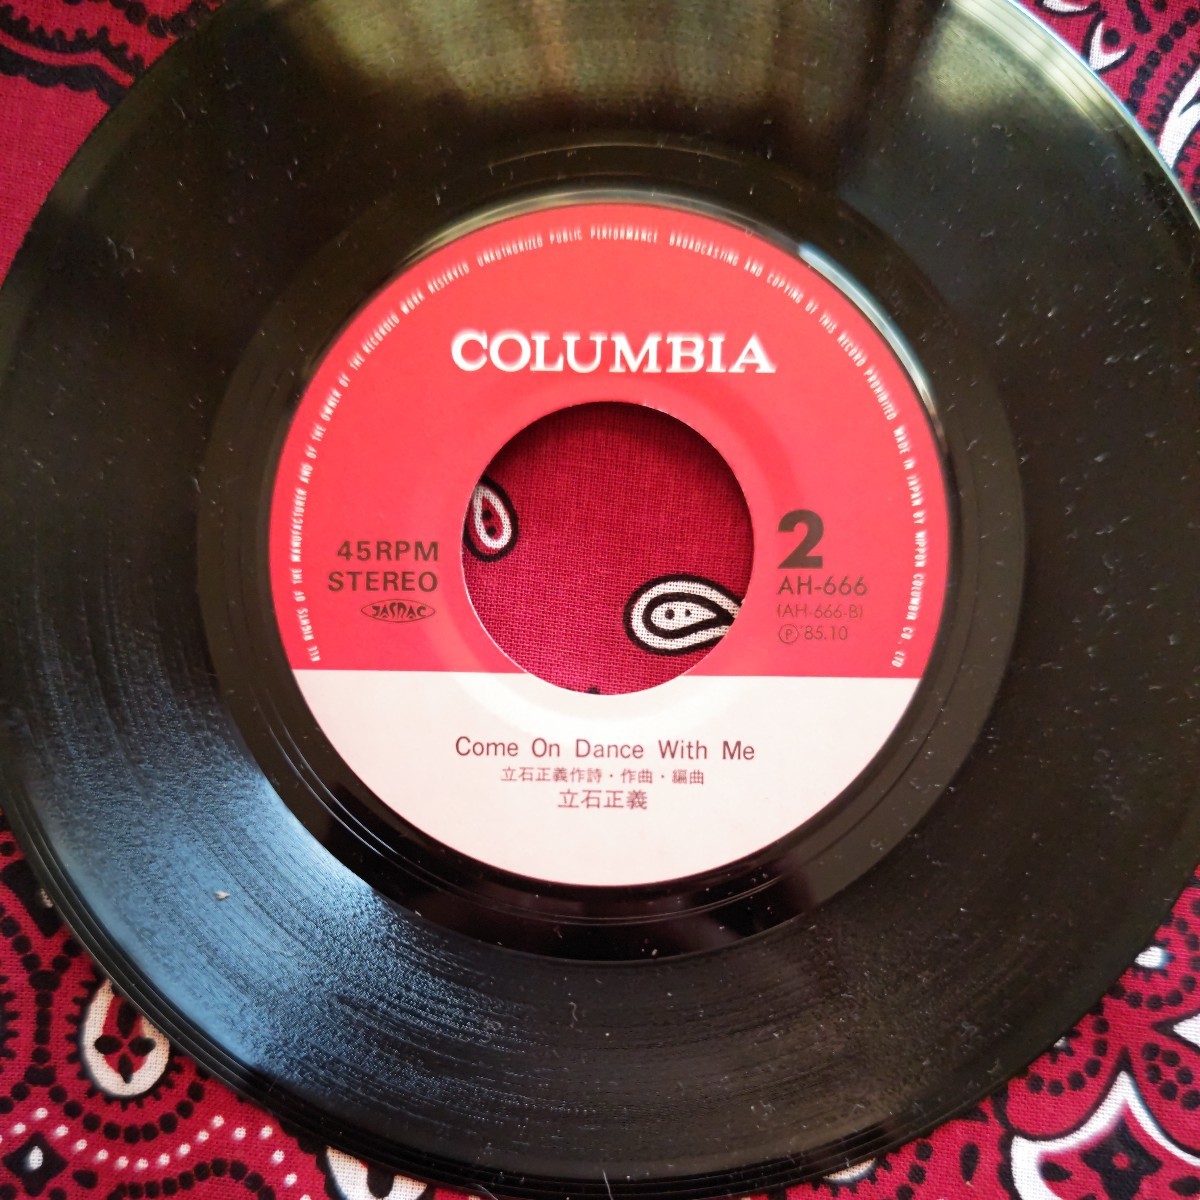 ALL RIGHTS OF THE MANUFACTURER AND OF THE OWNER OF THE RECORDED WORK RESERVED UNAUTHORIZED PUBLIC PERFORMANCE BROADCASTING AND COPYING OF THIS RECORD PROHIBITED MADE IN JAPAN BY NIPPON COLUMBIA CO., LTD
COLUMBIA
45RPM
STEREO
JASRAC
2
AH-666
(AH-666-B)
Ⓟ'85.10
Come On Dance With Me
立石正義作詩・作曲・編曲
立石正義